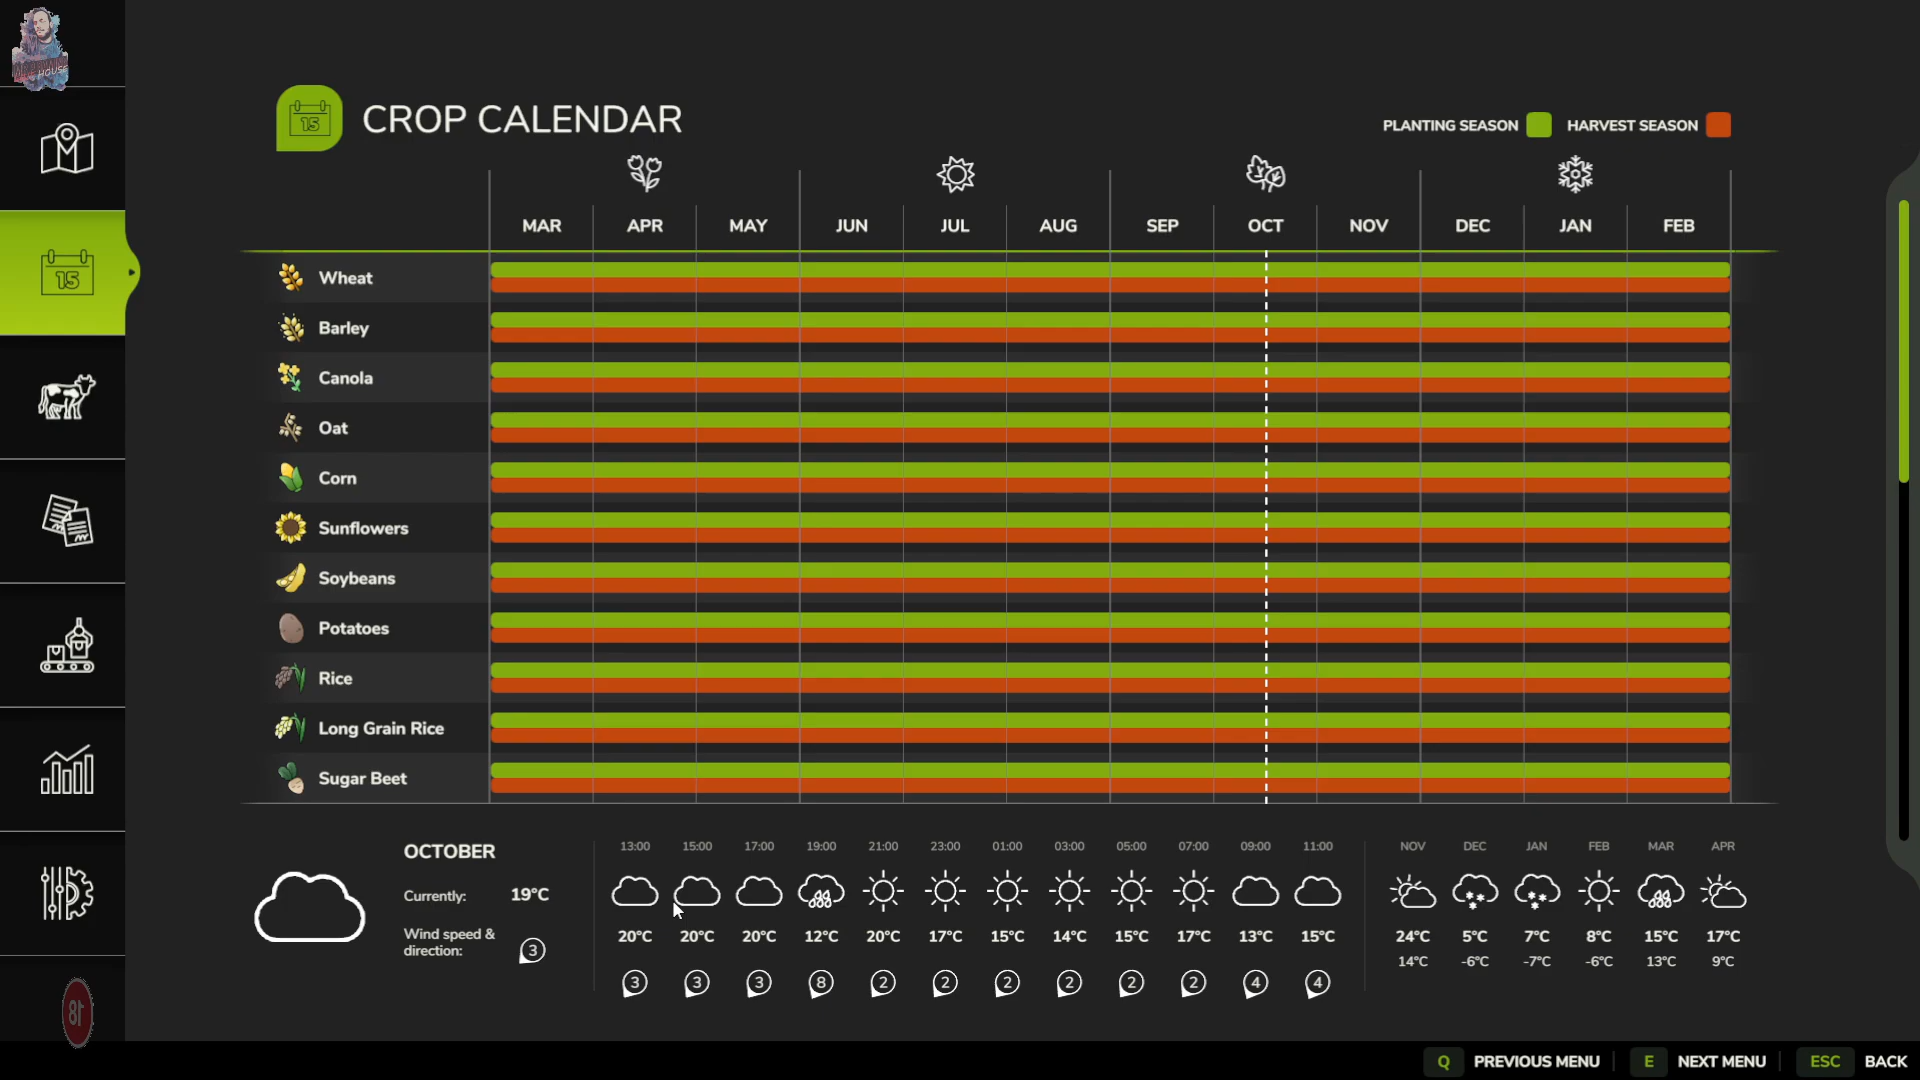 HOUSE
15
CROP CALENDAR
PLANTING SEASON
HARVEST SEASON
MAR APR MAY JUN JUL AUG SEP OCT NOV DEC JAN FEB
15
Wheat
Barley
Canola
Oat
Corn
Sunflowers
Soybeans
Potatoes
Rice
Long Grain Rice
Sugar Beet
OCTOBER
Currently: 19°C
Wind speed &
direction: 3
13:00 15:00 17:00 19:00 21:00 23:00 01:00 03:00 05:00 07:00 09:00 11:00
20°C 20°C 20°C 12°C 20°C 17°C 15°C 14°C 15°C 17°C 13°C 15°C
3 3 3 8 2 2 2 2 2 2 4 4
NOV DEC JAN FEB MAR APR
24°C 5°C 7°C 8°C 15°C 17°C
14°C -6°C -7°C -6°C 13°C 9°C
18
Q PREVIOUS MENU E NEXT MENU ESC BACK